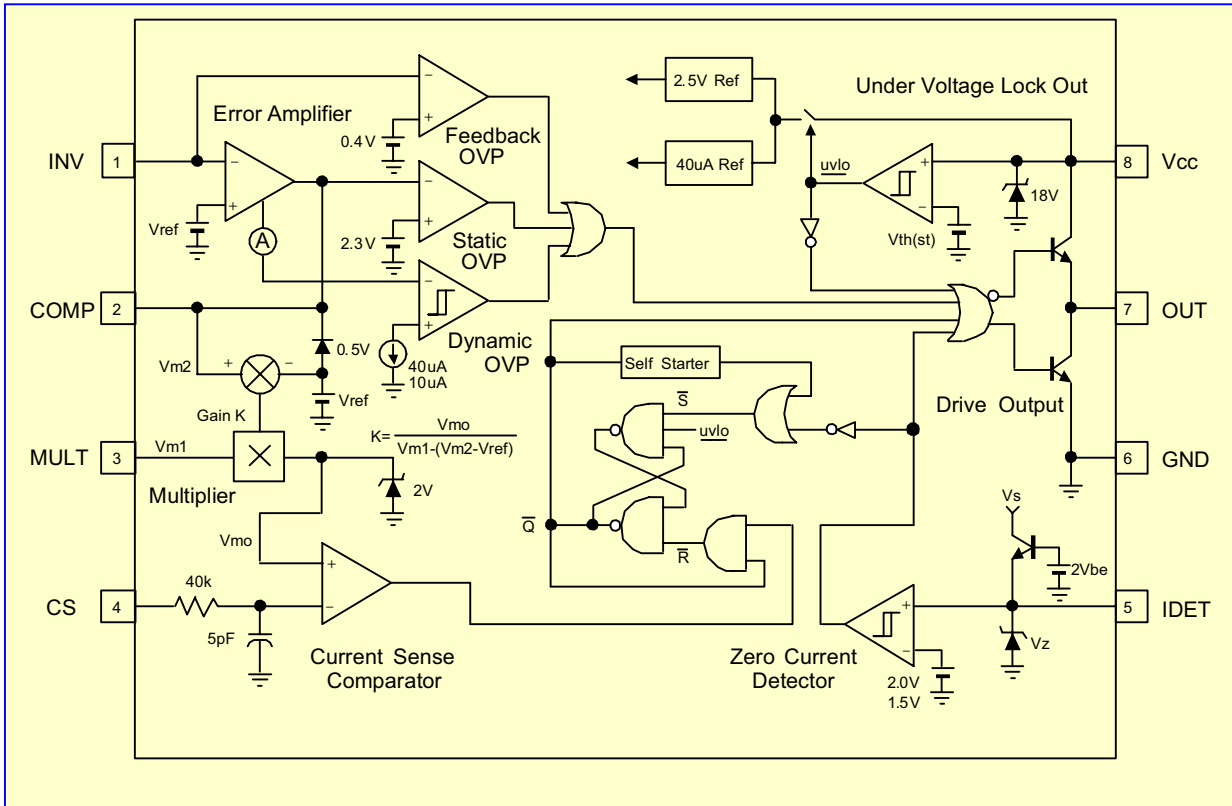 2.5V Ref
Under Voltage Lock Out
Error Amplifier
0.4V
Feedback
OVP
40uA Ref
INV
1
uvlo
8
Vcc
18V
Vref
A
2.3V
Static
OVP
Vth(st)
COMP
2
7
OUT
Vm2
0.5V
40uA
10uA
Dynamic
OVP
Self Starter
Vref
Gain K
S
Drive Output
MULT
3
Vm1
K=
Vmo
Vm1-(Vm2-Vref)
uvlo
6
GND
Multiplier
2V
Vs
Q
R
Vmo
2Vbe
CS
4
40k
5
IDET
5pF
Vz
Current Sense
Comparator
Zero Current
Detector
2.0V
1.5V